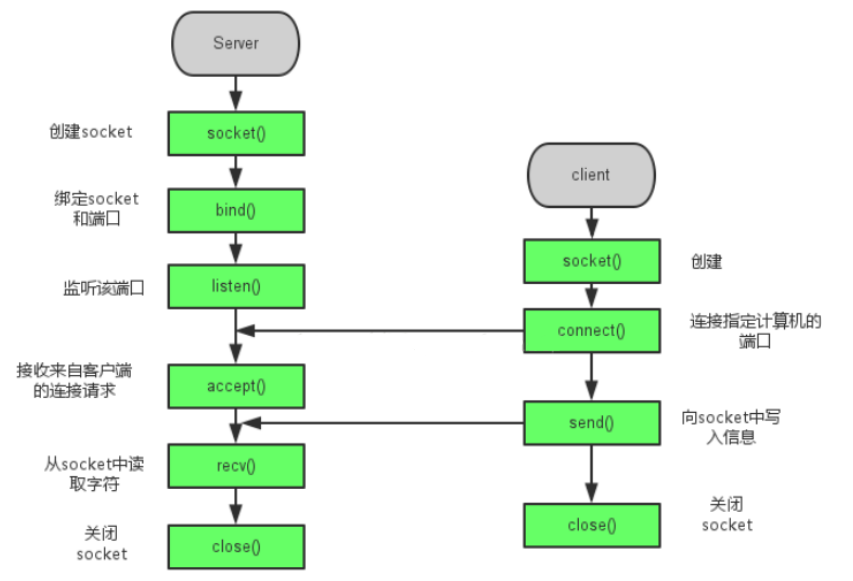 Server
创建socket
socket()
绑定socket
和端口
bind()
监听该端口
listen()
接收来自客户端
的连接请求
accept()
从socket中读
取字符
recv()
关闭
socket
close()
client
socket()
创建
connect()
连接指定计算机的
端口
send()
向socket中写
入信息
close()
关闭
socket